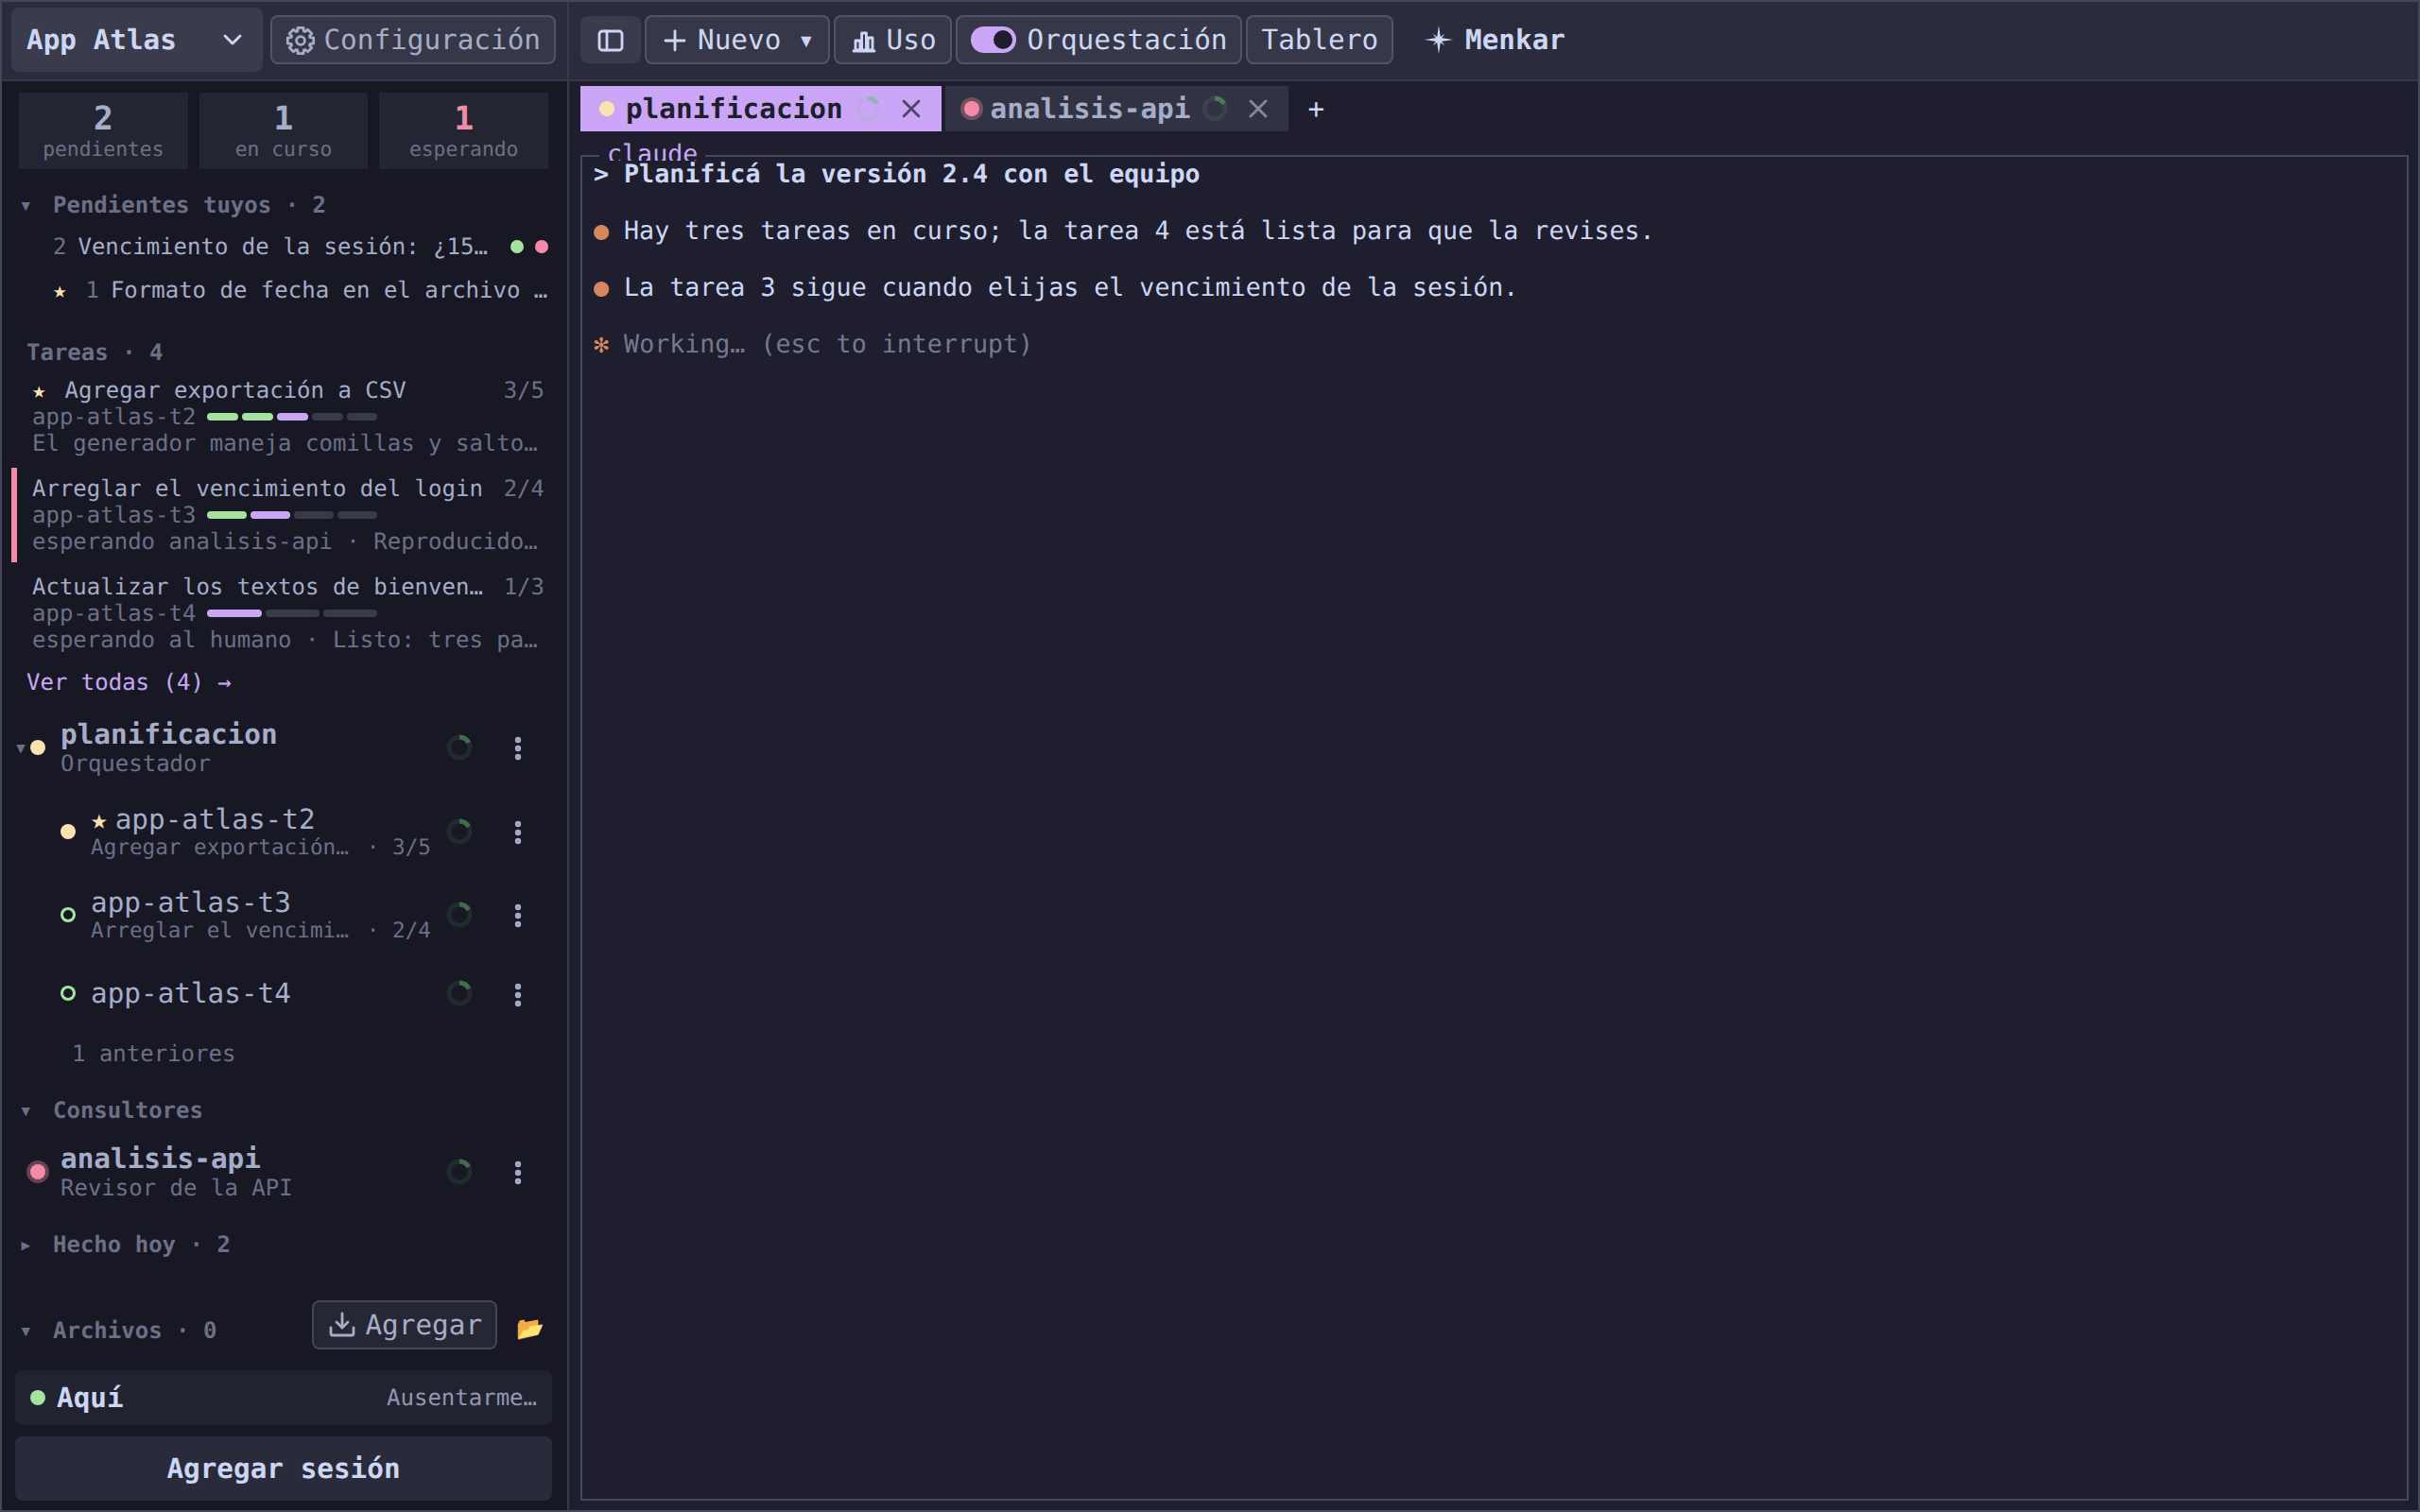 App Atlas
Configuración
Nuevo ▾
Uso
Orquestación
Tablero
Menkar
2
pendientes
1
en curso
1
esperando
▾ Pendientes tuyos · 2
2 Vencimiento de la sesión: ¿15…
★ 1 Formato de fecha en el archivo …
Tareas · 4
★ Agregar exportación a CSV 3/5
app-atlas-t2
El generador maneja comillas y salto…
Arreglar el vencimiento del login 2/4
app-atlas-t3
esperando analisis-api · Reproducido…
Actualizar los textos de bienven… 1/3
app-atlas-t4
esperando al humano · Listo: tres pa…
Ver todas (4) →
▾ planificacion
Orquestador
★ app-atlas-t2
Agregar exportación… · 3/5
app-atlas-t3
Arreglar el vencimi… · 2/4
app-atlas-t4
1 anteriores
▾ Consultores
analisis-api
Revisor de la API
▸ Hecho hoy · 2
▾ Archivos · 0
Agregar
Aquí
Ausentarme…
Agregar sesión
planificacion
analisis-api
+
claude
> Planificá la versión 2.4 con el equipo
● Hay tres tareas en curso; la tarea 4 está lista para que la revises.
● La tarea 3 sigue cuando elijas el vencimiento de la sesión.
✻ Working… (esc to interrupt)